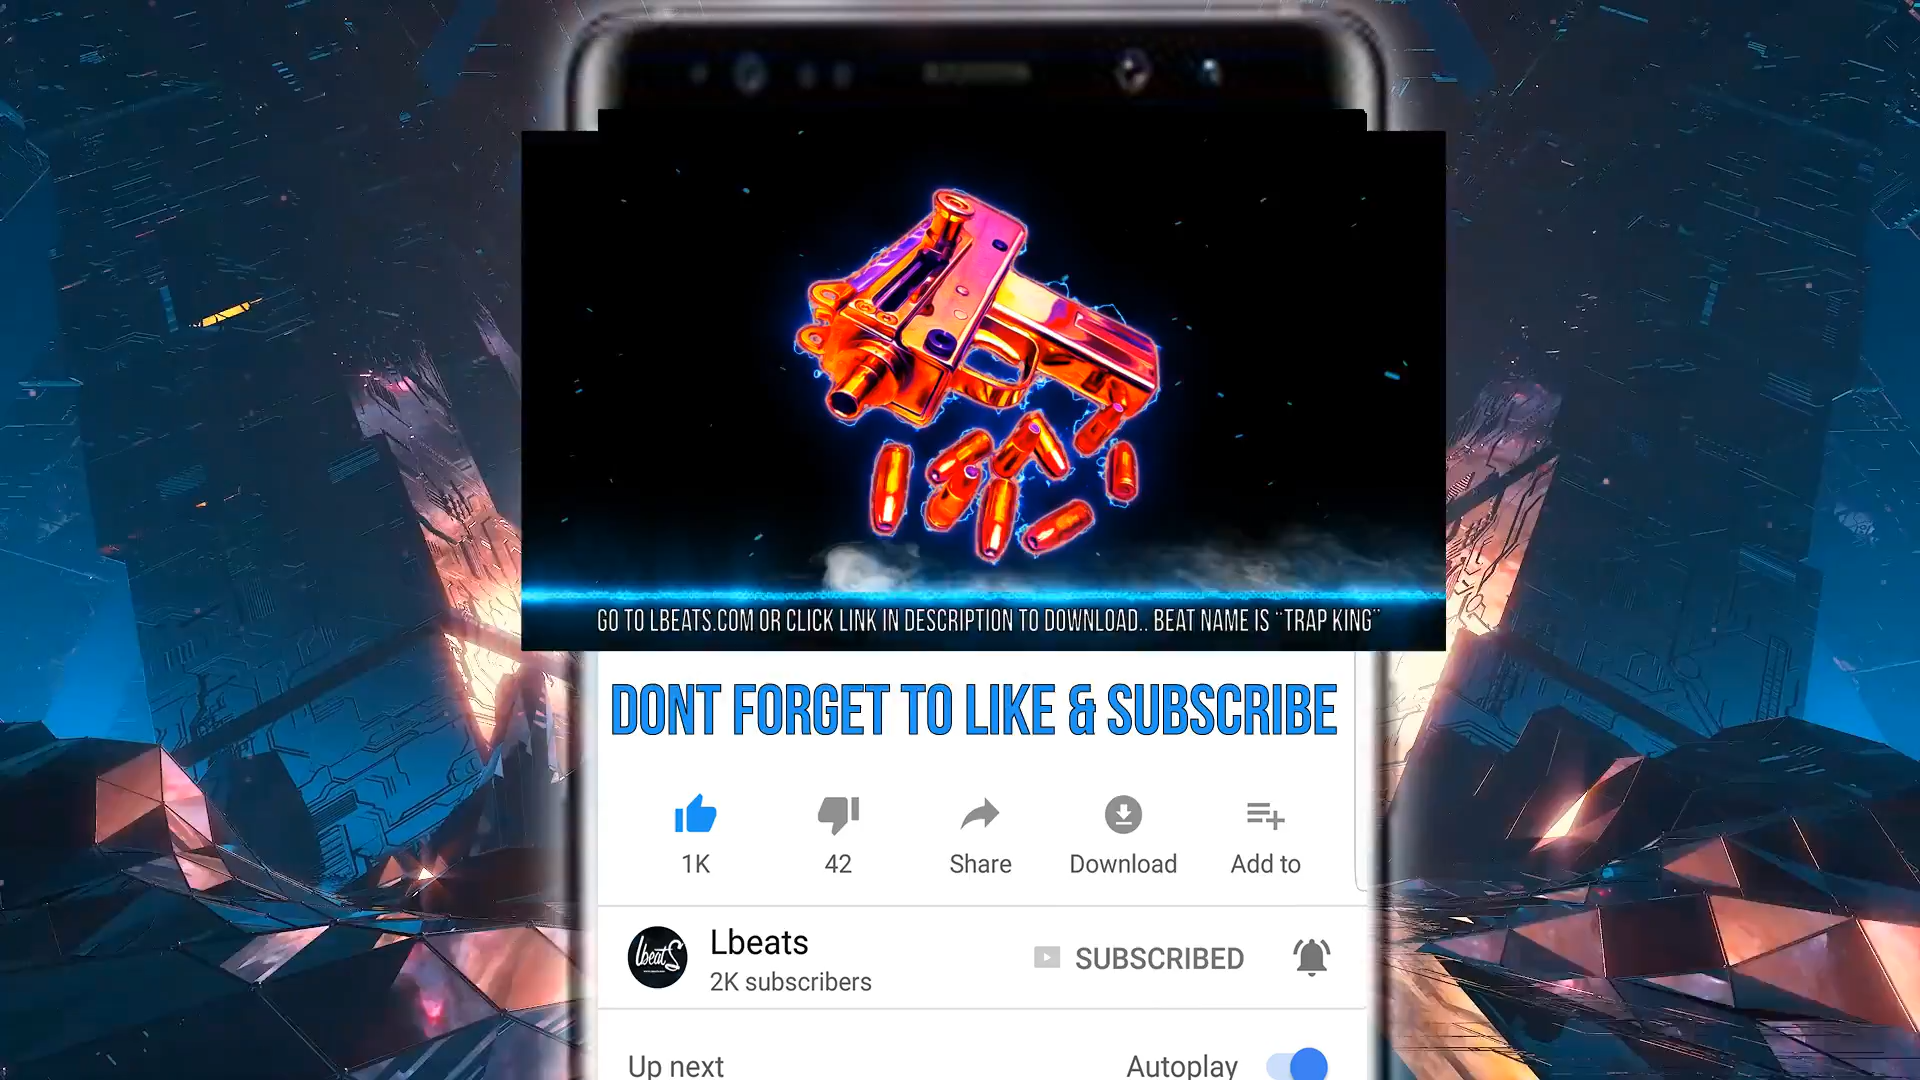 GO TO LBEATS.COM OR CLICK LINK IN DESCRIPTION TO DOWNLOAD.. BEAT NAME IS ¨TRAP KING¨
DONT FORGET TO LIKE & SUBSCRIBE
1K 42 Share Download Add to
lbeatS
Lbeats
2K subscribers
SUBSCRIBED
Up next Autoplay